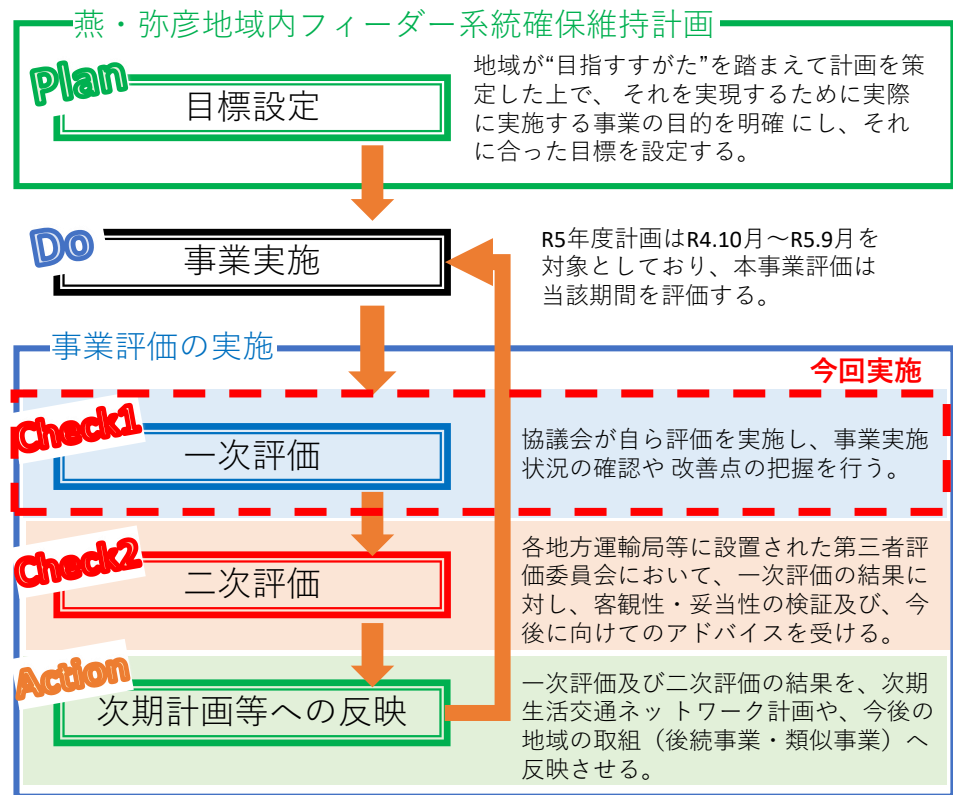 燕・弥彦地域内フィーダー系統確保維持計画
Plan
目標設定
地域が“目指すすがた”を踏まえて計画を策
定した上で、 それを実現するために実際
に実施する事業の目的を明確 にし、それ
に合った目標を設定する。
Do
事業実施
R5年度計画はR4.10月～R5.9月を
対象としており、本事業評価は
当該期間を評価する。
事業評価の実施
今回実施
Check1
一次評価
協議会が自ら評価を実施し、事業実施
状況の確認や 改善点の把握を行う。
Check2
二次評価
各地方運輸局等に設置された第三者評
価委員会において、一次評価の結果に
対し、客観性・妥当性の検証及び、今
後に向けてのアドバイスを受ける。
Action
次期計画等への反映
一次評価及び二次評価の結果を、次期
生活交通ネッ トワーク計画や、今後の
地域の取組（後続事業・類似事業）へ
反映させる。